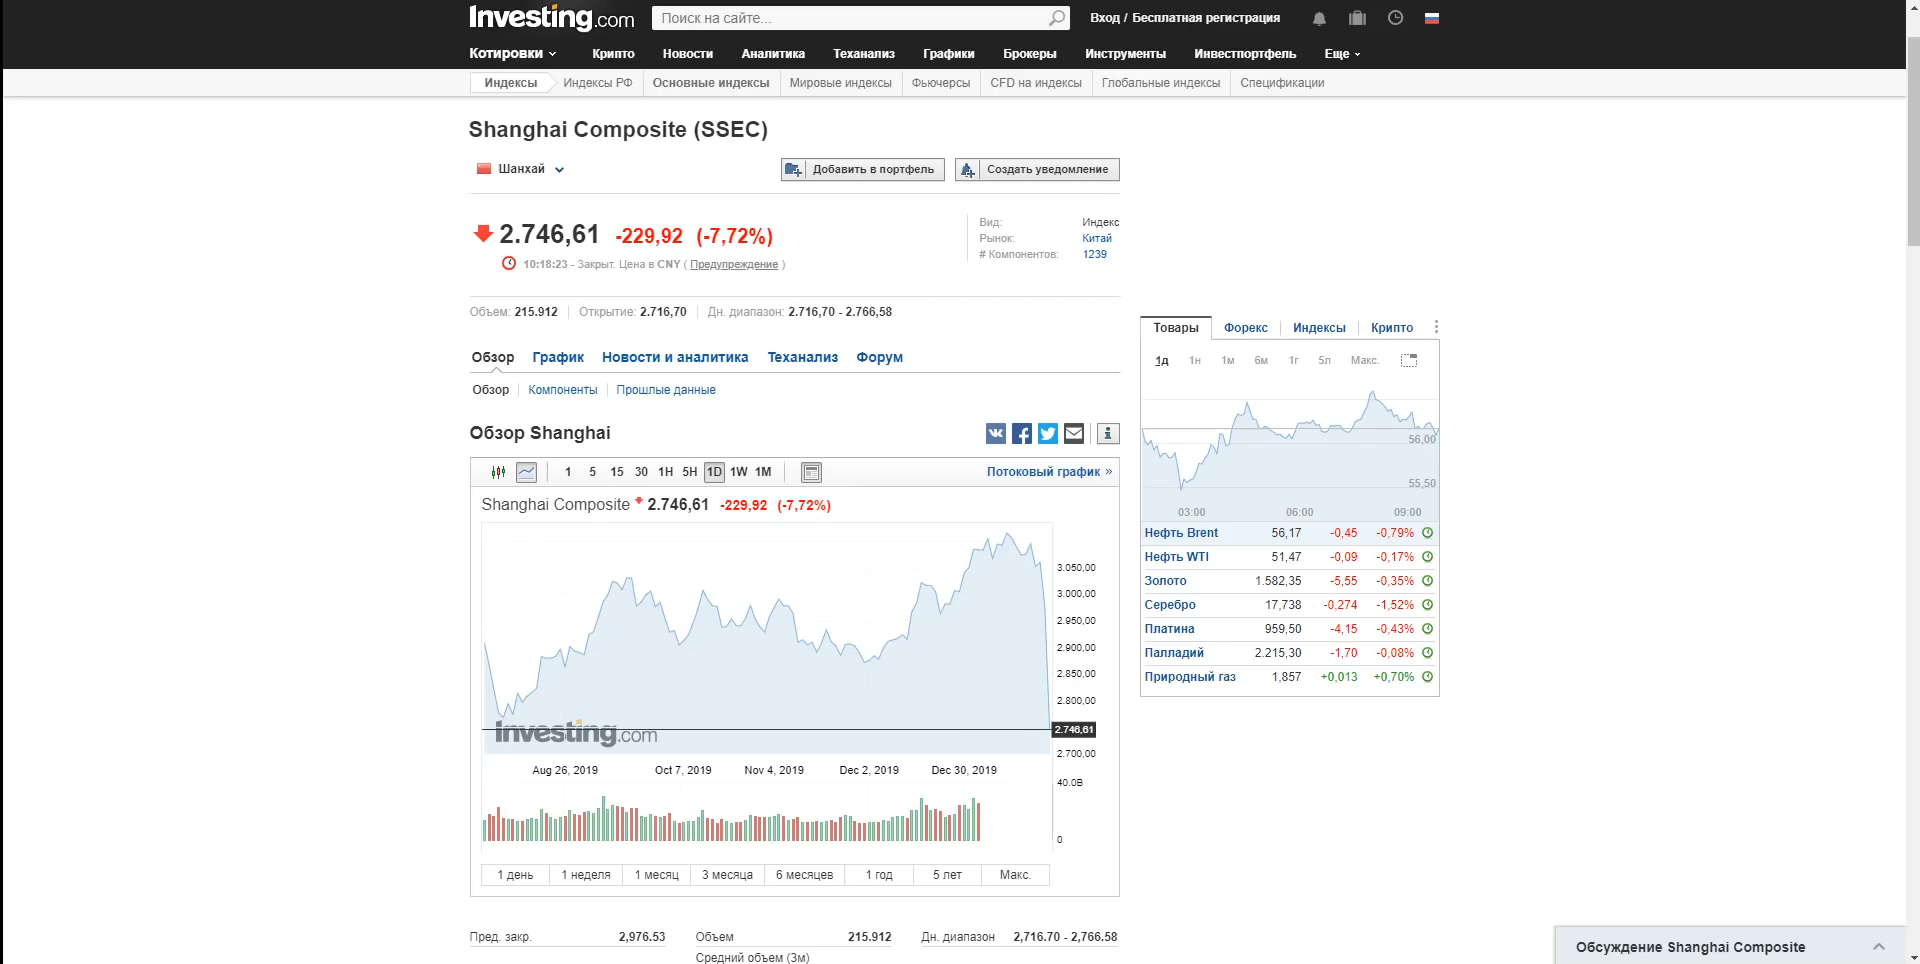 Investing.com
Поиск на сайте...
Вход / Бесплатная регистрация
Котировки Крипто Новости Аналитика Теханализ Графики Брокеры Инструменты Инвестпортфель Еще
Индексы Индексы РФ Основные индексы Мировые индексы Фьючерсы CFD на индексы Глобальные индексы Спецификации
Shanghai Composite (SSEC)
Шанхай Добавить в портфель Создать уведомление
2.746,61 -229,92 (-7,72%)
10:18:23 - Закрыт. Цена в CNY ( Предупреждение )
Вид: Индекс
Рынок: Китай
# Компонентов: 1239
Объем: 215.912 Открытие: 2.716,70 Дн. диапазон: 2.716,70 - 2.766,58
Обзор График Новости и аналитика Теханализ Форум
Обзор Компоненты Прошлые данные
Обзор Shanghai
1 5 15 30 1H 5H 1D 1W 1M Потоковый график »
Shanghai Composite 2.746,61 -229,92 (-7,72%)
3.050,00
3.000,00
2.950,00
2.900,00
2.850,00
2.800,00
2.746,61
2.700,00
Investing.com
Aug 26, 2019 Oct 7, 2019 Nov 4, 2019 Dec 2, 2019 Dec 30, 2019
40.0B
0
1 день 1 неделя 1 месяц 3 месяца 6 месяцев 1 год 5 лет Макс.
Пред. закр. 2,976.53 Объем 215.912 Дн. диапазон 2,716.70 - 2,766.58
Средний объем (3м)
Товары Форекс Индексы Крипто
1д 1н 1м 6м 1г 5л Макс.
56,00
55,50
03:00 06:00 09:00
Нефть Brent 56,17 -0,45 -0,79%
Нефть WTI 51,47 -0,09 -0,17%
Золото 1.582,35 -5,55 -0,35%
Серебро 17,738 -0,274 -1,52%
Платина 959,50 -4,15 -0,43%
Палладий 2.215,30 -1,70 -0,08%
Природный газ 1,857 +0,013 +0,70%
Обсуждение Shanghai Composite